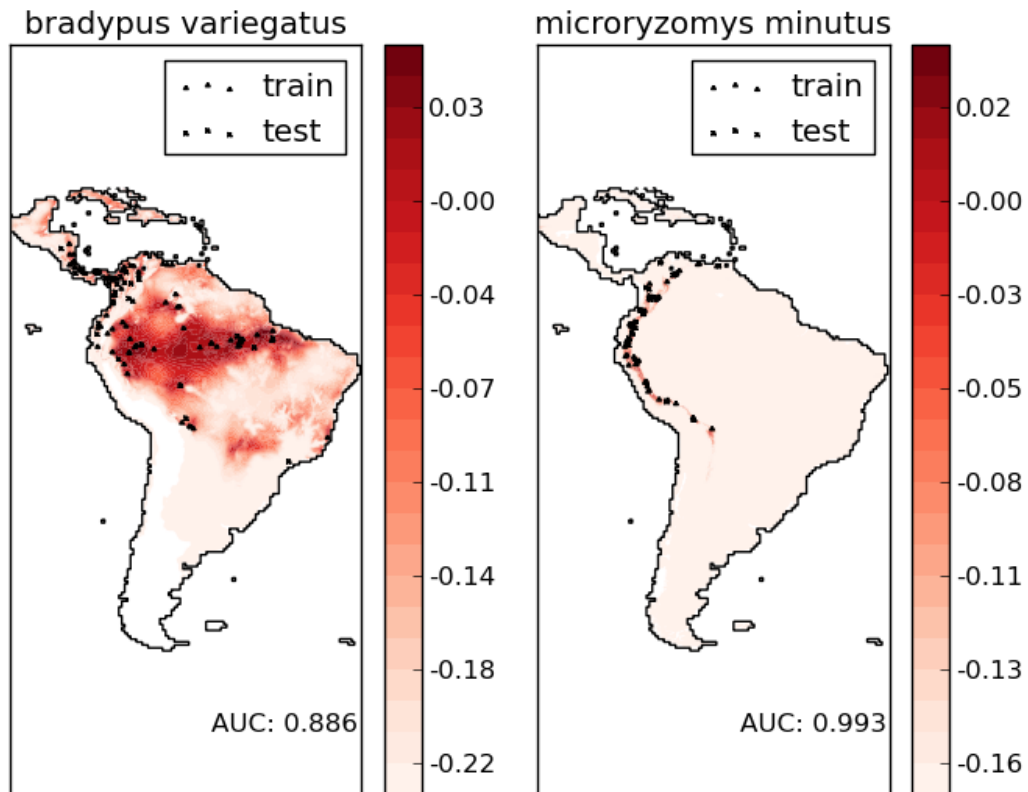 bradypus variegatus
train
test
0.03
-0.00
-0.04
-0.07
-0.11
-0.14
-0.18
-0.22
AUC: 0.886
microryzomys minutus
train
test
0.02
-0.00
-0.03
-0.05
-0.08
-0.11
-0.13
-0.16
AUC: 0.993